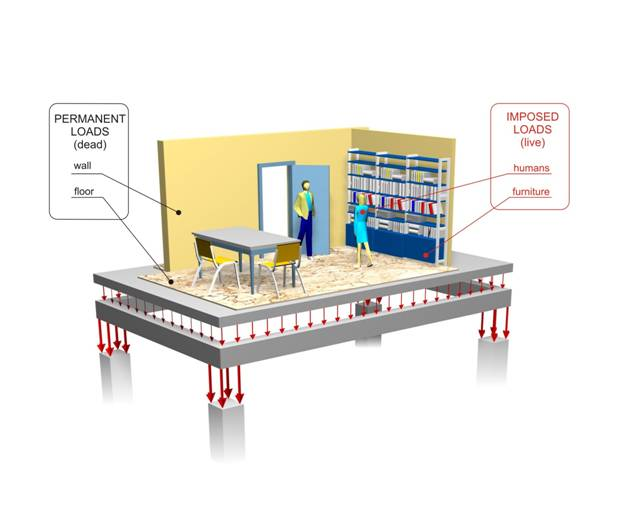 PERMANENT
LOADS
(dead)
wall
floor
IMPOSED
LOADS
(live)
humans
furniture